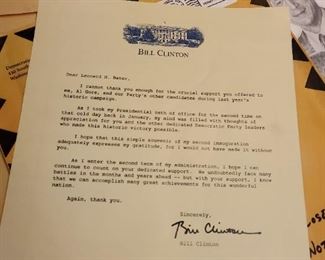 BILL CLINTON
Dear Leonard H. Bates,
I cannot thank you enough for the crucial support you offered to
me, Al Gore, and our Party's other candidates during last year's
historic campaign.
As I took my Presidential oath of office for the second time on
that cold day back in January, my mind was filled with thoughts of
appreciation for you and the other dedicated Democratic Party leaders
who made this historic victory possible.
I hope that this simple souvenir of my second inauguration
adequately expresses my gratitude, for I would not have made it without
you.
As I enter the second term of my administration, I hope I can
continue to count on your dedicated support. We undoubtedly face many
battles in the months and years ahead -- but with your support, I know
that we can accomplish many great achievements for this wonderful
nation.
Again, thank you.
Sincerely,
Bill Clinton
Bill Clinton